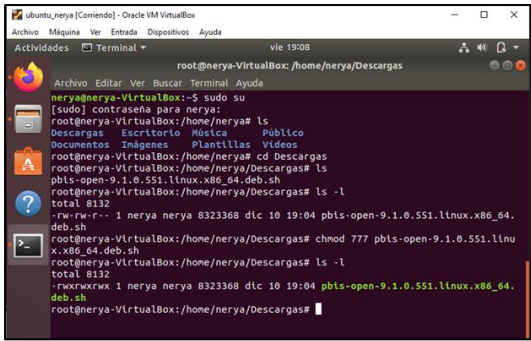 ubuntu_nerya [Corriendo] - Oracle VM VirtualBox
Archivo Máquina Ver Entrada Dispositivos Ayuda
Actividades Terminal vie 19:08
root@nerya-VirtualBox: /home/nerya/Descargas
Archivo Editar Ver Buscar Terminal Ayuda
nerya@nerya-VirtualBox:~$ sudo su
[sudo] contraseña para nerya:
root@nerya-VirtualBox:/home/nerya# ls
Descargas Escritorio Música Público
Documentos Imágenes Plantillas Vídeos
root@nerya-VirtualBox:/home/nerya# cd Descargas
root@nerya-VirtualBox:/home/nerya/Descargas# ls
pbis-open-9.1.0.551.linux.x86_64.deb.sh
root@nerya-VirtualBox:/home/nerya/Descargas# ls -l
total 8132
-rw-rw-r-- 1 nerya nerya 8323368 dic 10 19:04 pbis-open-9.1.0.551.linux.x86_64.
deb.sh
root@nerya-VirtualBox:/home/nerya/Descargas# chmod 777 pbis-open-9.1.0.551.linu
x.x86_64.deb.sh
root@nerya-VirtualBox:/home/nerya/Descargas# ls -l
total 8132
-rwxrwxrwx 1 nerya nerya 8323368 dic 10 19:04 pbis-open-9.1.0.551.linux.x86_64.
deb.sh
root@nerya-VirtualBox:/home/nerya/Descargas#